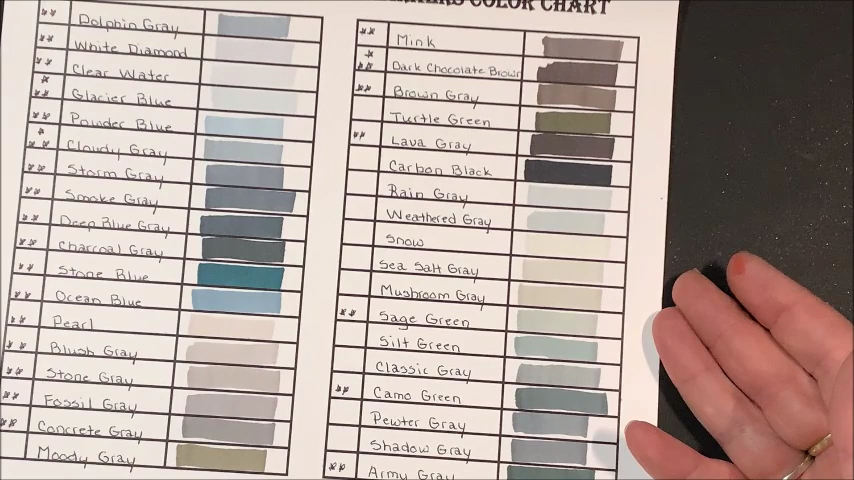 COLOR CHART
** Dolphin Gray
** White Diamond
** Clear Water
* Glacier Blue
** Powder Blue
* Cloudy Gray
** Storm Gray
** Smoke Gray
** Deep Blue Gray
** Charcoal Gray
** Stone Blue
** Ocean Blue
** Pearl
** Blush Gray
** Stone Gray
** Fossil Gray
** Concrete Gray
Moody Gray
** Mink
* Dark Chocolate Brown
** Brown Gray
Turtle Green
** Lava Gray
Carbon Black
Rain Gray
Weathered Gray
Snow
Sea Salt Gray
Mushroom Gray
** Sage Green
Silt Green
Classic Gray
** Camo Green
Pewter Gray
Shadow Gray
** Army Gray